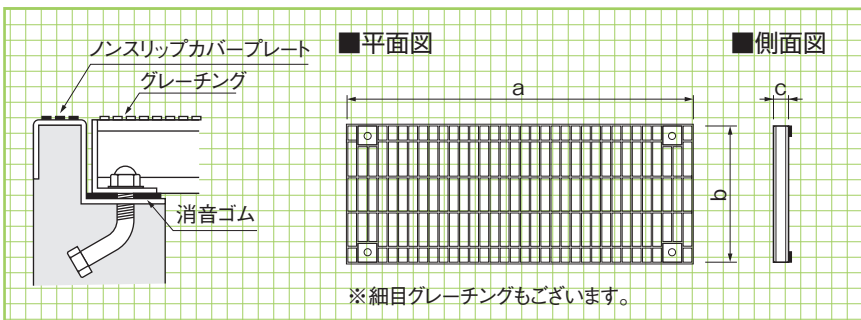 ノンスリップカバープレート
グレーチング
消音ゴム
■平面図
a
b
※細目グレーチングもございます。
■側面図
c